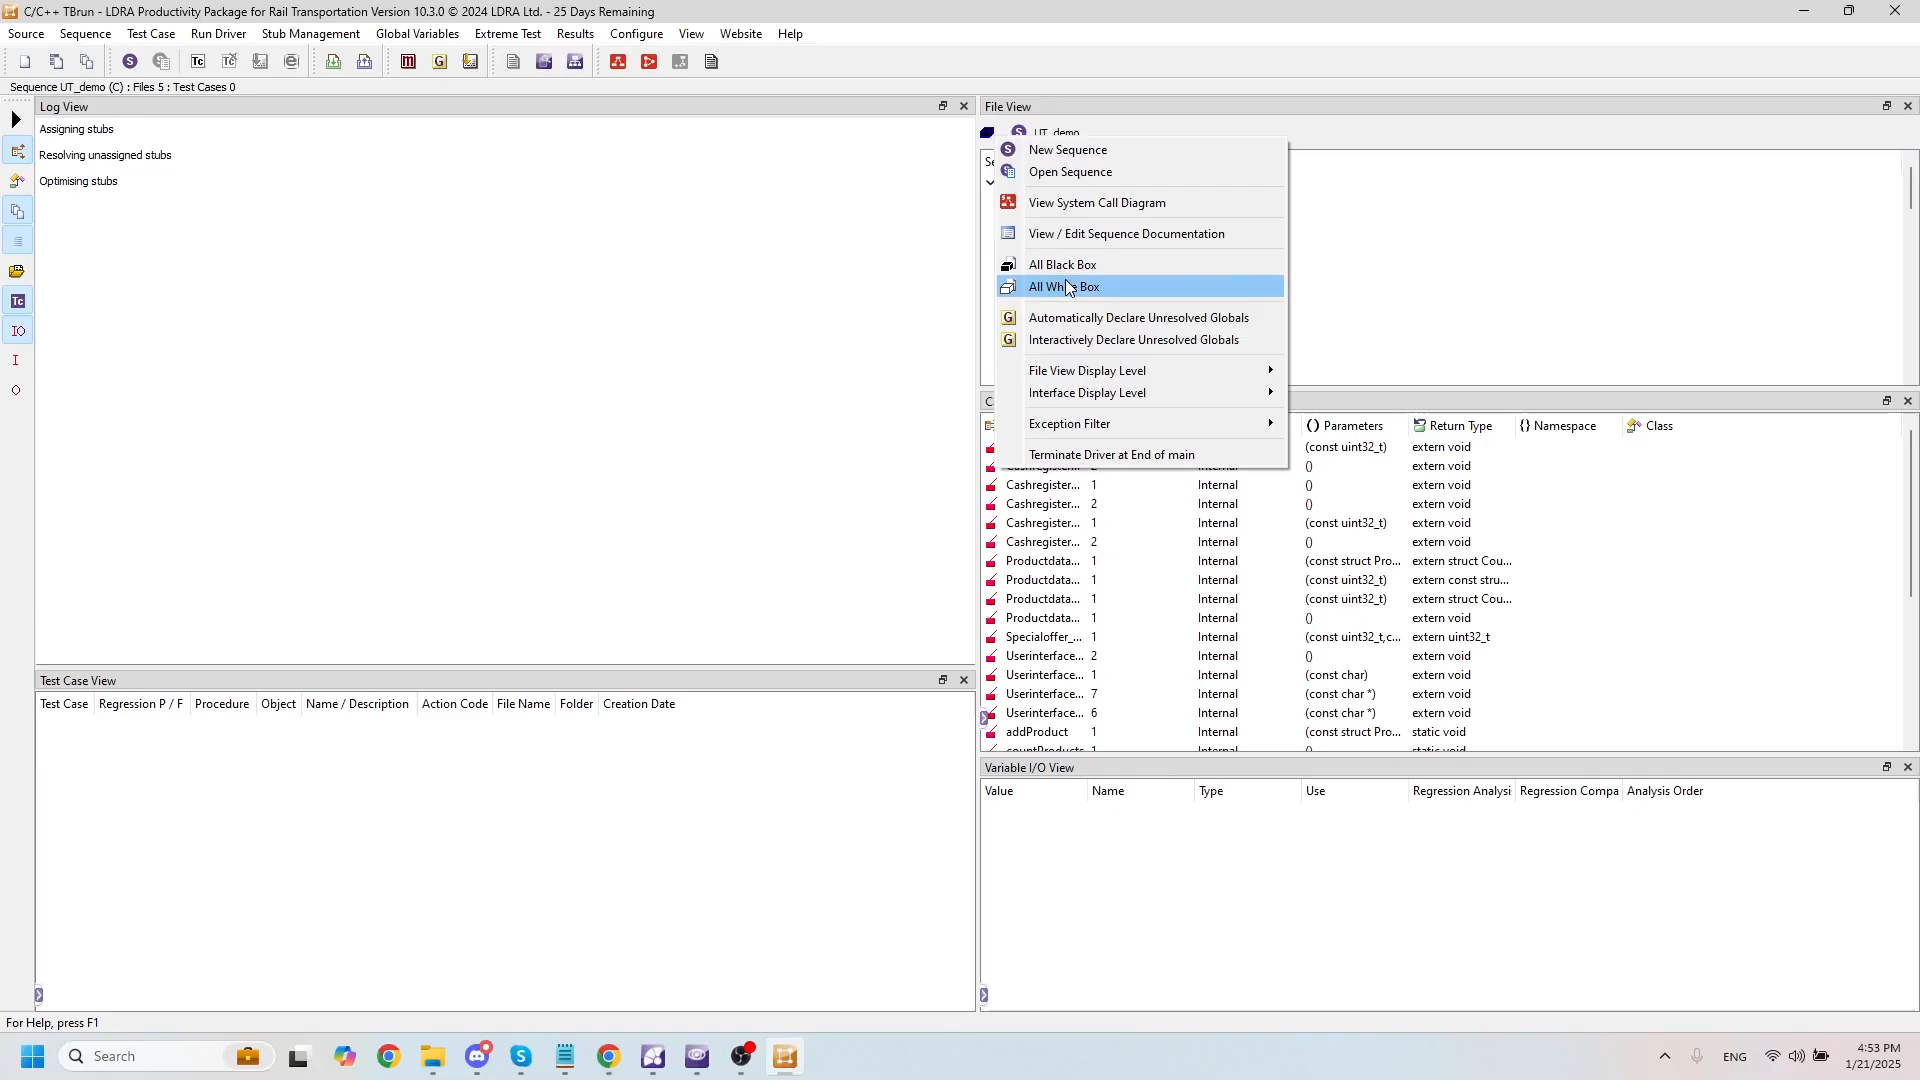 C/C++ TBrun - LDRA Productivity Package for Rail Transportation Version 10.3.0 © 2024 LDRA Ltd. - 25 Days Remaining
Source Sequence Test Case Run Driver Stub Management Global Variables Extreme Test Results Configure View Website Help
Sequence UT_demo (C) : Files 5 : Test Cases 0
Log View
Assigning stubs
Resolving unassigned stubs
Optimising stubs
File View
UT_demo
New Sequence
Open Sequence
View System Call Diagram
View / Edit Sequence Documentation
All Black Box
All White Box
Automatically Declare Unresolved Globals
Interactively Declare Unresolved Globals
File View Display Level
Interface Display Level
Exception Filter
Terminate Driver at End of main
Parameters Return Type Namespace Class
(const uint32_t) extern void
() extern void
Cashregister... 1 Internal () extern void
Cashregister... 2 Internal () extern void
Cashregister... 1 Internal (const uint32_t) extern void
Cashregister... 2 Internal () extern void
Productdata... 1 Internal (const struct Pro... extern struct Cou...
Productdata... 1 Internal (const uint32_t) extern const stru...
Productdata... 1 Internal (const uint32_t) extern struct Cou...
Productdata... 1 Internal () extern void
Specialoffer_... 1 Internal (const uint32_t,c... extern uint32_t
Userinterface... 2 Internal () extern void
Userinterface... 1 Internal (const char) extern void
Userinterface... 7 Internal (const char *) extern void
Userinterface... 6 Internal (const char *) extern void
addProduct 1 Internal (const struct Pro... static void
countProducts 1 Internal () static void
Test Case View
Test Case Regression P / F Procedure Object Name / Description Action Code File Name Folder Creation Date
Variable I/O View
Value Name Type Use Regression Analysi Regression Compa Analysis Order
For Help, press F1
Search
ENG
4:53 PM
1/21/2025